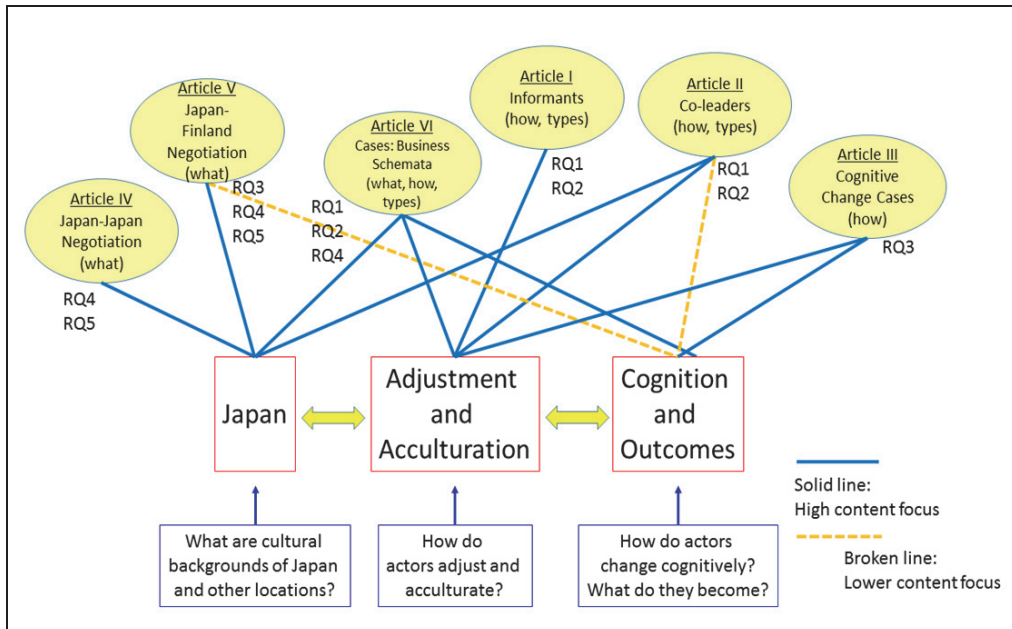 Article V
Japan-
Finland
Negotiation
(what)
Article I
Informants
(how, types)
Article II
Co-leaders
(how, types)
Article VI
Cases: Business
Schemata
(what, how,
types)
Article III
Cognitive
Change Cases
(how)
Article IV
Japan-Japan
Negotiation
(what)
RQ3
RQ4
RQ5
RQ1
RQ2
RQ4
RQ1
RQ2
RQ1
RQ2
RQ3
RQ4
RQ5
Japan
Adjustment
and
Acculturation
Cognition
and
Outcomes
What are cultural
backgrounds of Japan
and other locations?
How do
actors adjust and
acculturate?
How do actors
change cognitively?
What do they become?
Solid line:
High content focus
Broken line:
Lower content focus